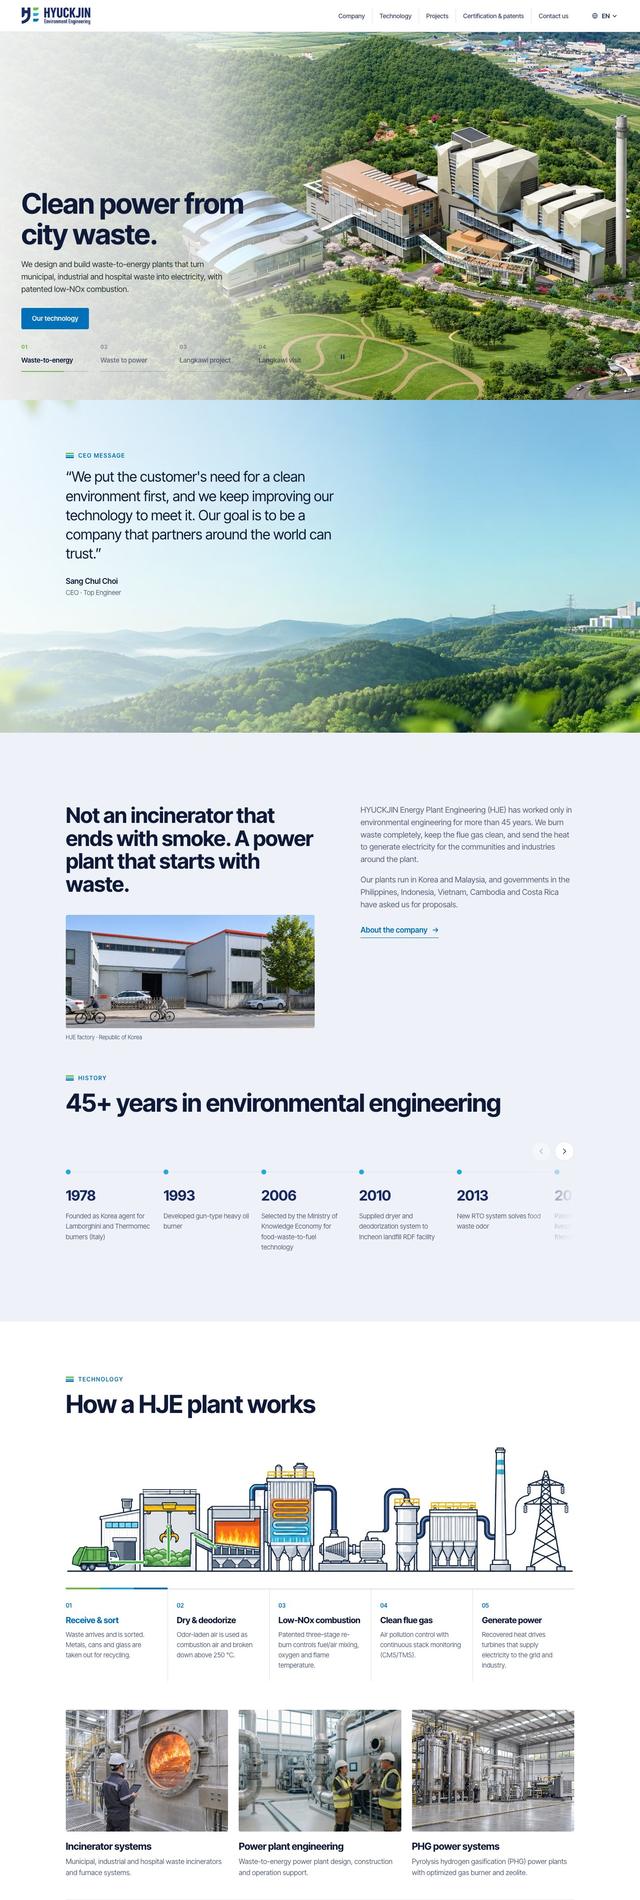 HYUCKJIN
Environment Engineering
Company
Technology
Projects
Certification & patents
Contact us
EN
Clean power from
city waste.
We design and build waste-to-energy plants that turn
municipal, industrial and hospital waste into electricity, with
patented low-NOx combustion.
Our technology
01
02
03
04
Waste-to-energy
Waste to power
Langkawi project
Langkawi visit
CEO MESSAGE
“We put the customer's need for a clean
environment first, and we keep improving our
technology to meet it. Our goal is to be a
company that partners around the world can
trust.”
Sang Chul Choi
CEO · Top Engineer
Not an incinerator that
ends with smoke. A power
plant that starts with
waste.
HJE factory · Republic of Korea
HYUCKJIN Energy Plant Engineering (HJE) has worked only in
environmental engineering for more than 45 years. We burn
waste completely, keep the flue gas clean, and send the heat
to generate electricity for the communities and industries
around the plant.
Our plants run in Korea and Malaysia, and governments in the
Philippines, Indonesia, Vietnam, Cambodia and Costa Rica
have asked us for proposals.
About the company
HISTORY
45+ years in environmental engineering
1978
Founded as Korea agent for
Lamborghini and Thermomec
burners (Italy)
1993
Developed gun-type heavy oil
burner
2006
Selected by the Ministry of
Knowledge Economy for
food-waste-to-fuel
technology
2010
Supplied dryer and
deodorization system to
Incheon landfill RDF facility
2013
New RTO system solves food
waste odor
20
TECHNOLOGY
How a HJE plant works
01
Receive & sort
Waste arrives and is sorted.
Metals, cans and glass are
taken out for recycling.
02
Dry & deodorize
Odor-laden air is used as
combustion air and broken
down above 250 °C.
03
Low-NOx combustion
Patented three-stage re-
burn controls fuel/air mixing,
oxygen and flame
temperature.
04
Clean flue gas
Air pollution control with
continuous stack monitoring
(CMS/TMS).
05
Generate power
Recovered heat drives
turbines that supply
electricity to the grid and
industry.
Incinerator systems
Municipal, industrial and hospital waste incinerators
and furnace systems.
Power plant engineering
Waste-to-energy power plant design, construction
and operation support.
PHG power systems
Pyrolysis hydrogen gasification (PHG) power plants
with optimized gas burner and zeolite.